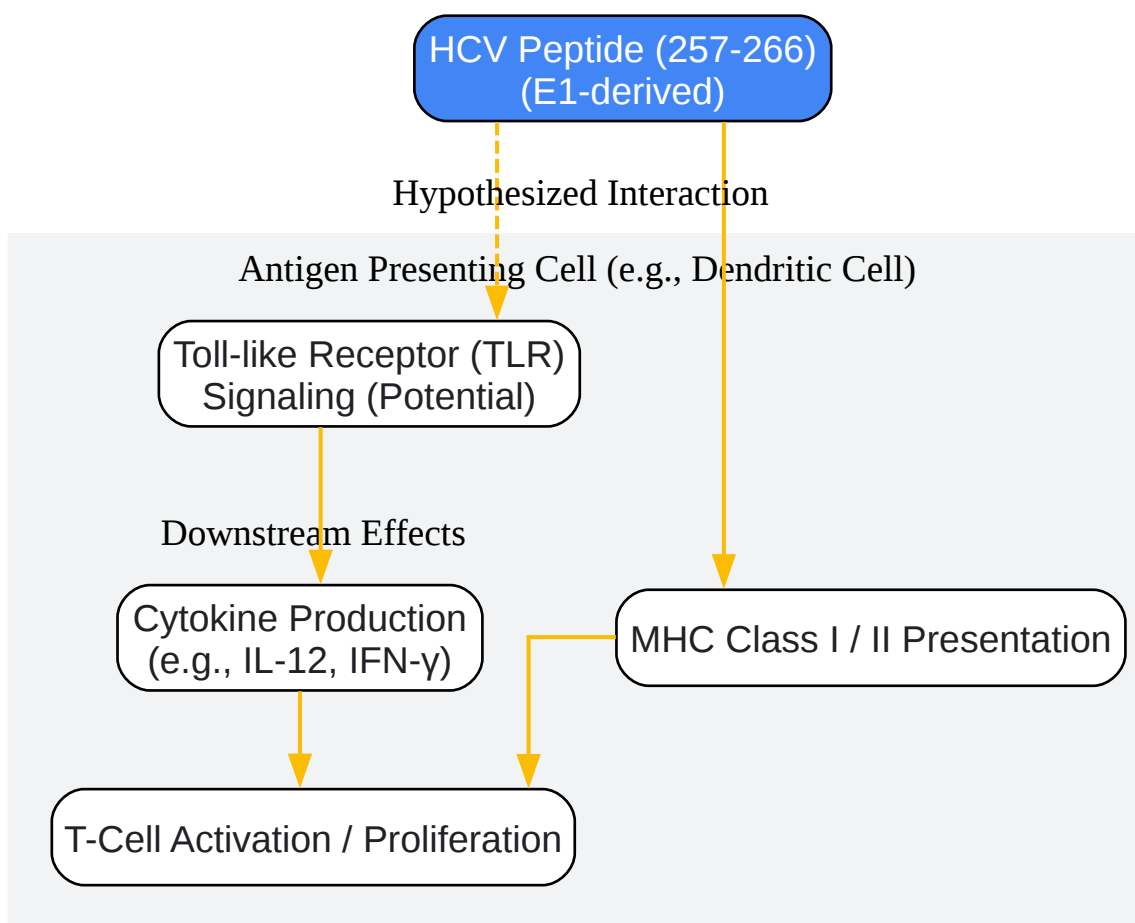 HCV Peptide (257-266)
(E1-derived)
Hypothesized Interaction
Antigen Presenting Cell (e.g., Dendritic Cell)
Toll-like Receptor (TLR)
Signaling (Potential)
Downstream Effects
Cytokine Production
(e.g., IL-12, IFN-γ)
MHC Class I / II Presentation
T-Cell Activation / Proliferation